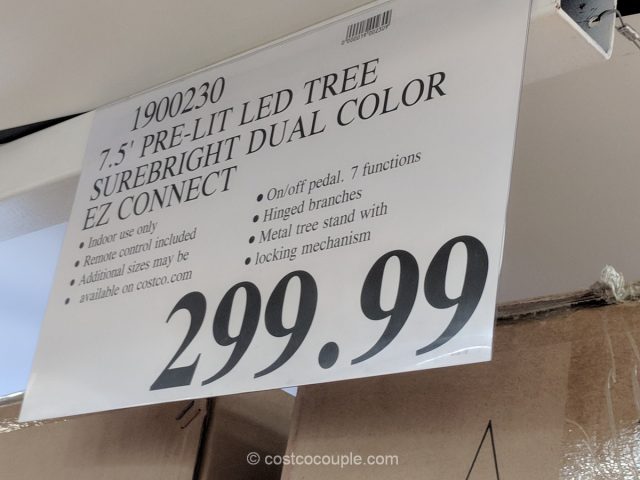 1900230
7.5' PRE-LIT LED TREE
SUREBRIGHT DUAL COLOR
EZ CONNECT
• Indoor use only
• Remote control included
• Additional sizes may be
• available on costco.com
• On/off pedal. 7 functions
• Hinged branches
• Metal tree stand with
• locking mechanism
299.99
© costcocouple.com